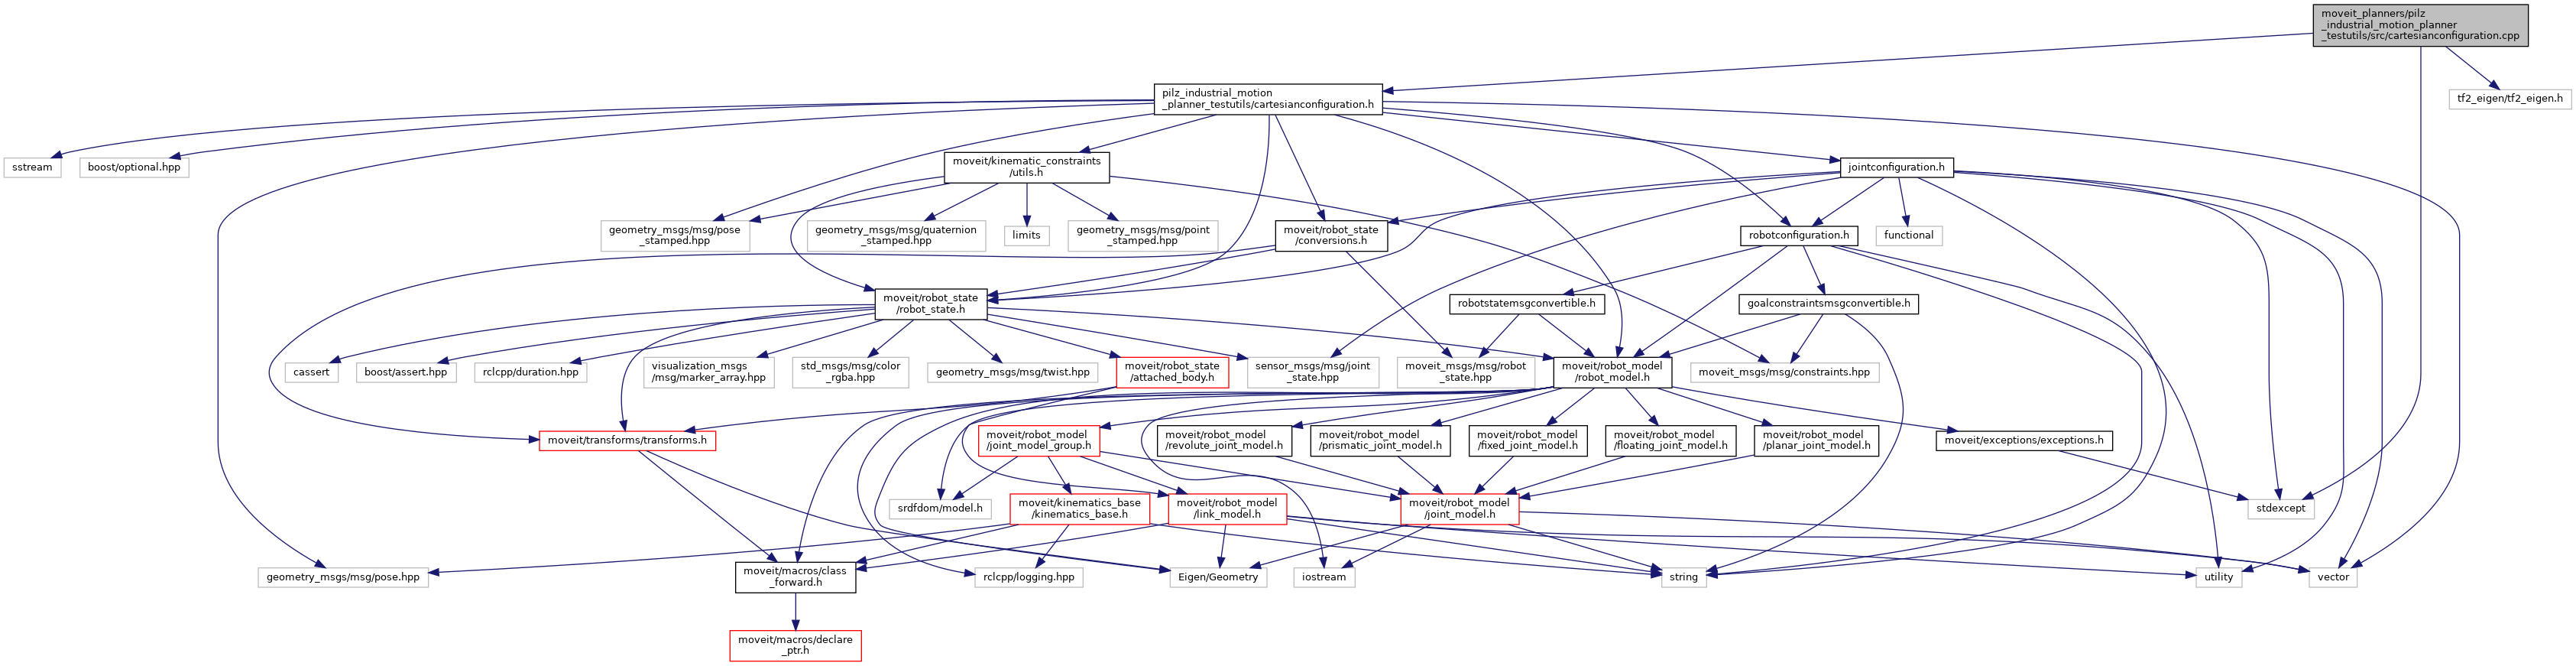 moveit_planners/pilz
_industrial_motion_planner
_testutils/src/cartesianconfiguration.cpp
pilz_industrial_motion
_planner_testutils/cartesianconfiguration.h
tf2_eigen/tf2_eigen.h
sstream
boost/optional.hpp
moveit/kinematic_constraints
/utils.h
jointconfiguration.h
geometry_msgs/msg/pose
_stamped.hpp
geometry_msgs/msg/quaternion
_stamped.hpp
limits
geometry_msgs/msg/point
_stamped.hpp
moveit/robot_state
/conversions.h
robotconfiguration.h
functional
moveit/robot_state
/robot_state.h
robotstatemsgconvertible.h
goalconstraintsmsgconvertible.h
cassert
boost/assert.hpp
rclcpp/duration.hpp
visualization_msgs
/msg/marker_array.hpp
std_msgs/msg/color
_rgba.hpp
geometry_msgs/msg/twist.hpp
moveit/robot_state
/attached_body.h
sensor_msgs/msg/joint
_state.hpp
moveit_msgs/msg/robot
_state.hpp
moveit/robot_model
/robot_model.h
moveit_msgs/msg/constraints.hpp
moveit/transforms/transforms.h
moveit/robot_model
/joint_model_group.h
moveit/robot_model
/revolute_joint_model.h
moveit/robot_model
/prismatic_joint_model.h
moveit/robot_model
/fixed_joint_model.h
moveit/robot_model
/floating_joint_model.h
moveit/robot_model
/planar_joint_model.h
moveit/exceptions/exceptions.h
srdfdom/model.h
moveit/kinematics_base
/kinematics_base.h
moveit/robot_model
/link_model.h
moveit/robot_model
/joint_model.h
stdexcept
geometry_msgs/msg/pose.hpp
moveit/macros/class
_forward.h
rclcpp/logging.hpp
Eigen/Geometry
iostream
string
utility
vector
moveit/macros/declare
_ptr.h